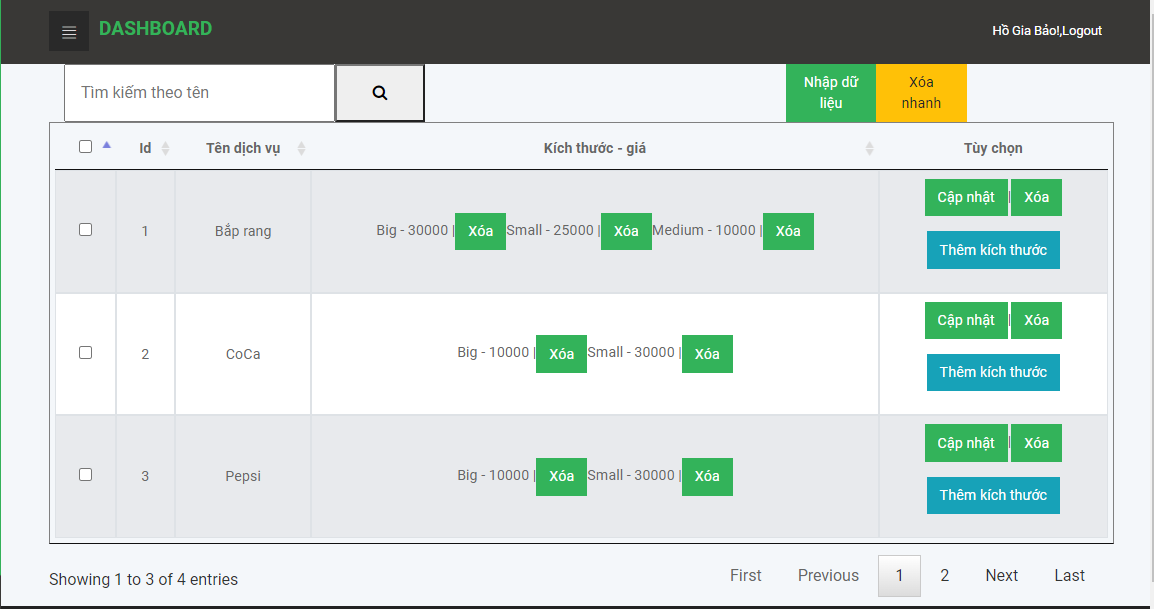 DASHBOARD
Hồ Gia Bảo!,Logout
Tìm kiếm theo tên
Nhập dữ
liệu
Xóa
nhanh
Id Tên dịch vụ Kích thước - giá Tùy chọn
1 Bắp rang Big - 30000 | Xóa Small - 25000 | Xóa Medium - 10000 | Xóa Cập nhật | Xóa
Thêm kích thước
2 CoCa Big - 10000 | Xóa Small - 30000 | Xóa Cập nhật | Xóa
Thêm kích thước
3 Pepsi Big - 10000 | Xóa Small - 30000 | Xóa Cập nhật | Xóa
Thêm kích thước
Showing 1 to 3 of 4 entries
First Previous 1 2 Next Last